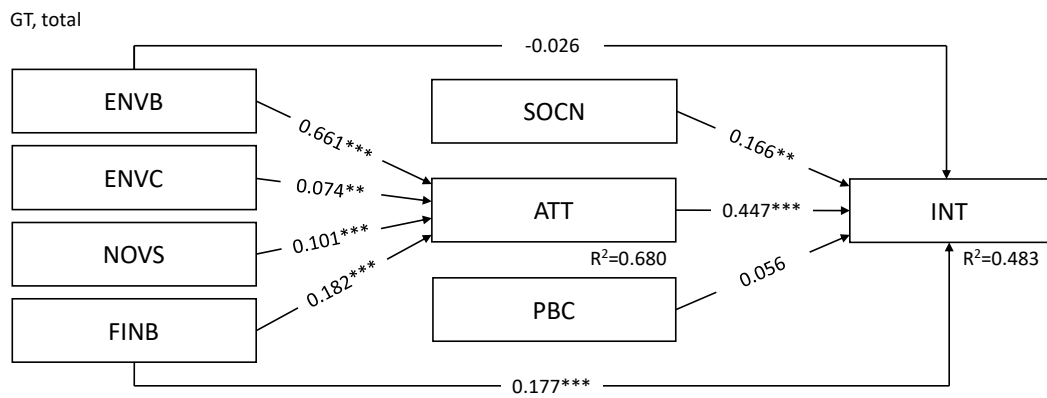 GT, total
-0.026
ENVB
SOCN
0.661***
0.166**
ENVC
0.074**
ATT
0.447***
INT
NOVS
0.101***
R²=0.680
R²=0.483
0.182***
0.056
FINB
PBC
0.177***